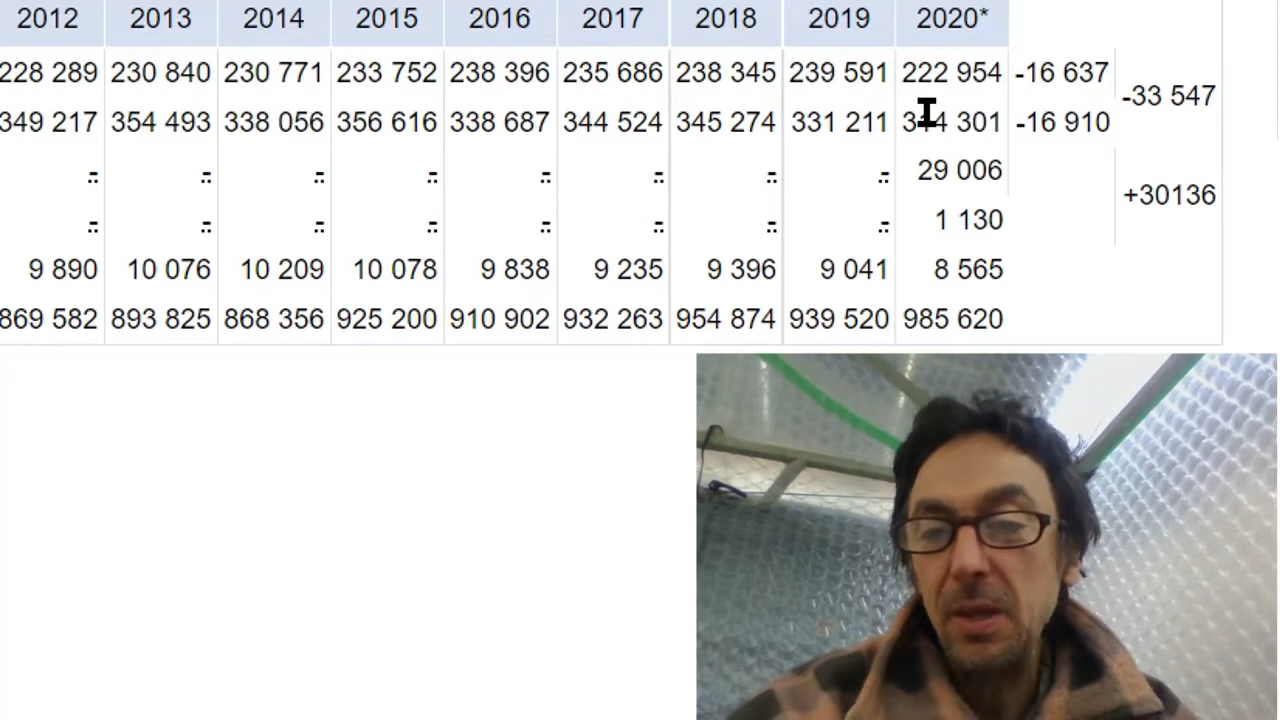 2012 2013 2014 2015 2016 2017 2018 2019 2020*
228 289 230 840 230 771 233 752 238 396 235 686 238 345 239 591 222 954 -16 637
-33 547
349 217 354 493 338 056 356 616 338 687 344 524 345 274 331 211 301 -16 910
.. .. .. .. .. .. .. .. 29 006
+30136
.. .. .. .. .. .. .. .. 1 130
9 890 10 076 10 209 10 078 9 838 9 235 9 396 9 041 8 565
869 582 893 825 868 356 925 200 910 902 932 263 954 874 939 520 985 620